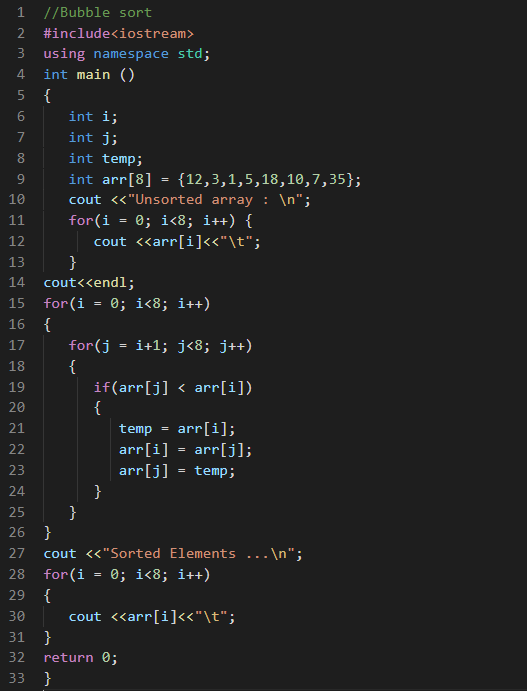 1 //Bubble sort
2 #include<iostream>
3 using namespace std;
4 int main ()
5 {
6 int i;
7 int j;
8 int temp;
9 int arr[8] = {12,3,1,5,18,10,7,35};
10 cout <<"Unsorted array : \n";
11 for(i = 0; i<8; i++) {
12 cout <<arr[i]<<"\t";
13 }
14 cout<<endl;
15 for(i = 0; i<8; i++)
16 {
17 for(j = i+1; j<8; j++)
18 {
19 if(arr[j] < arr[i])
20 {
21 temp = arr[i];
22 arr[i] = arr[j];
23 arr[j] = temp;
24 }
25 }
26 }
27 cout <<"Sorted Elements ...\n";
28 for(i = 0; i<8; i++)
29 {
30 cout <<arr[i]<<"\t";
31 }
32 return 0;
33 }